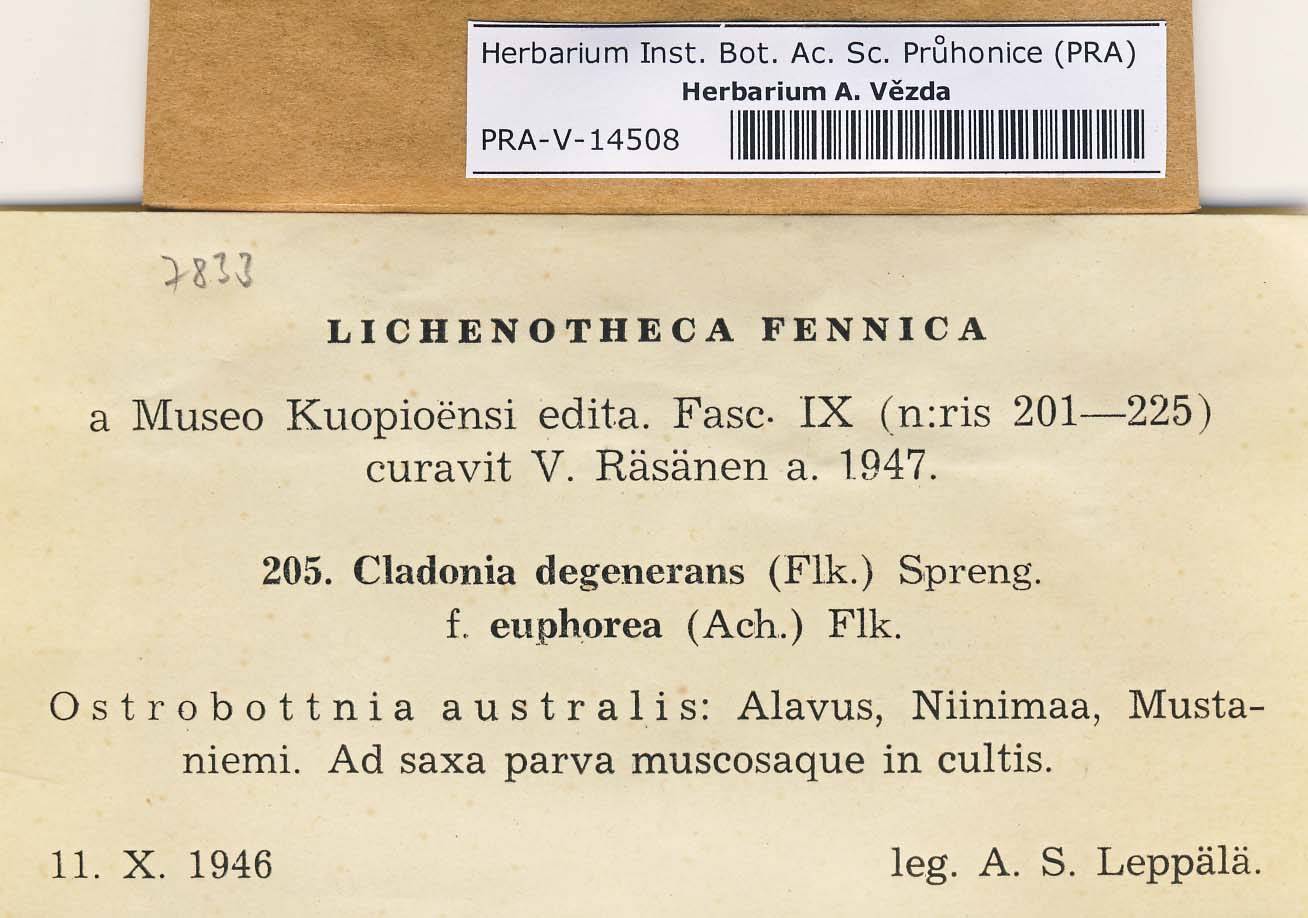 Herbarium Inst. Bot. Ac. Sc. Průhonice (PRA)
Herbarium A. Vězda
PRA-V-14508
7833
LICHENOTHECA FENNICA
a Museo Kuopioënsi edita. Fasc. IX (n:ris 201—225)
curavit V. Räsänen a. 1947.
205. Cladonia degenerans (Flk.) Spreng.
f. euphorea (Ach.) Flk.
Ostrobottnia australis: Alavus, Niinimaa, Musta-
niemi. Ad saxa parva muscosaque in cultis.
11. X. 1946 leg. A. S. Leppälä.